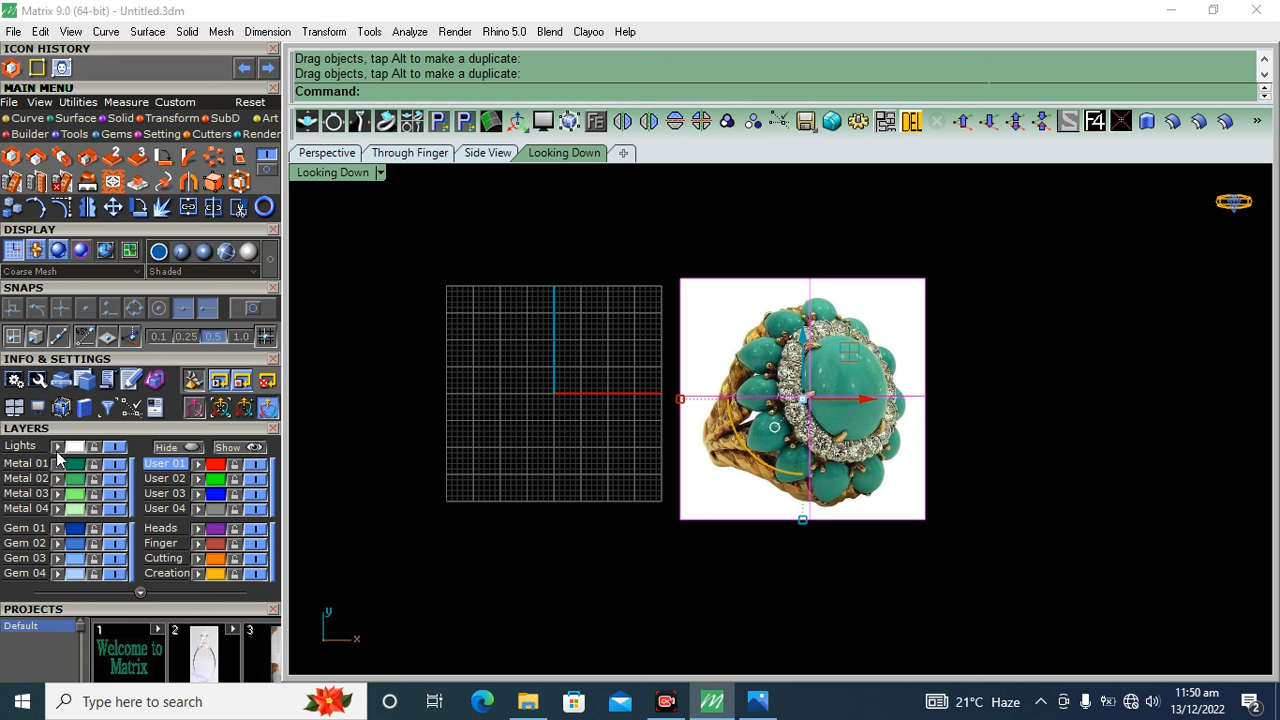 Matrix 9.0 (64-bit) - Untitled.3dm
File Edit View Curve Surface Solid Mesh Dimension Transform Tools Analyze Render Rhino 5.0 Blend Clayoo Help
ICON HISTORY
Drag objects, tap Alt to make a duplicate:
Drag objects, tap Alt to make a duplicate:
Command:
MAIN MENU
File View Utilities Measure Custom Reset
Curve Surface Solid Transform SubD Art
Builder Tools Gems Setting Cutters Render
P P FE DEL S F4 »
Perspective Through Finger Side View Looking Down
Looking Down
DISPLAY
Coarse Mesh Shaded
SNAPS
0.1 0.25 0.5 1.0
INFO & SETTINGS
LAYERS
Lights Hide Show
Metal 01 User 01
Metal 02 User 02
Metal 03 User 03
Metal 04 User 04
Gem 01 Heads
Gem 02 Finger
Gem 03 Cutting
Gem 04 Creation
PROJECTS
Default
1 2 3
Welcome to
Matrix
y
x
Type here to search
21°C Haze
11:50 am
13/12/2022
2